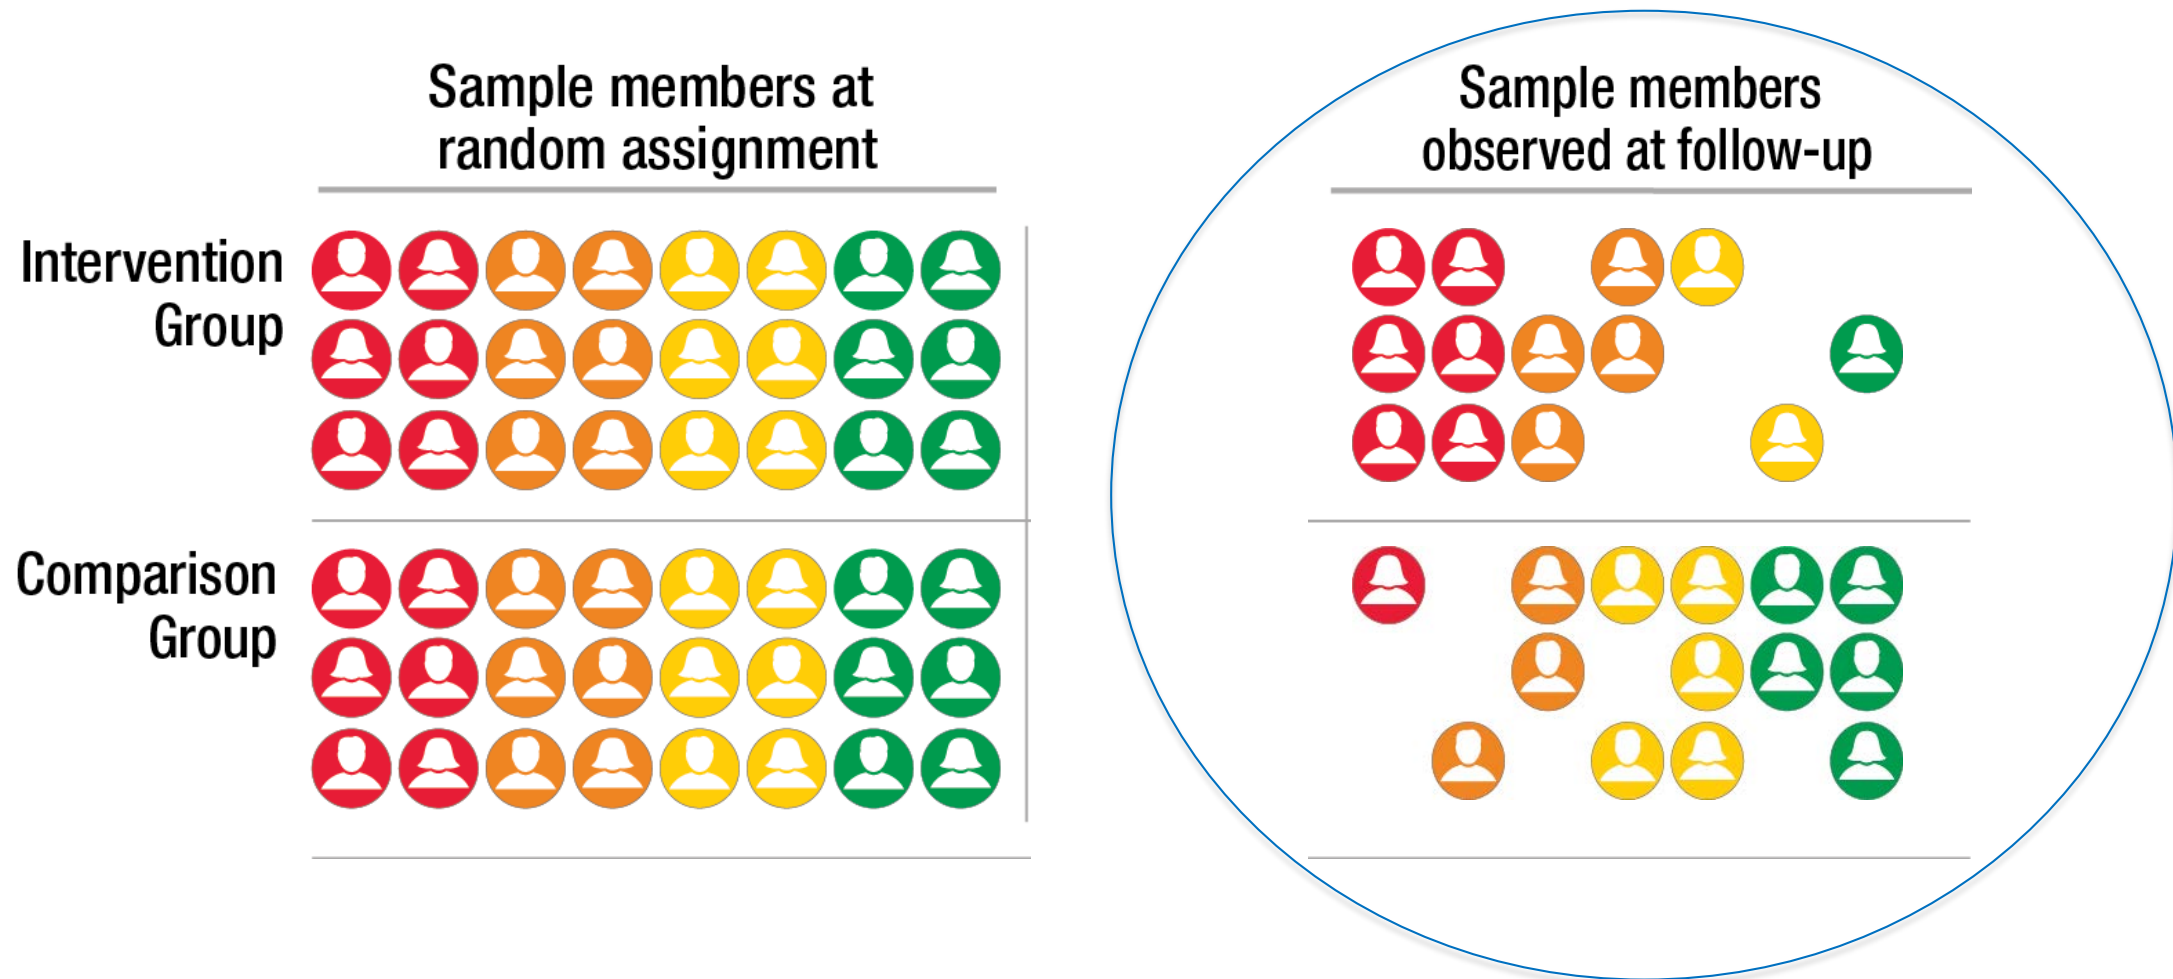 Sample members at
random assignment
Sample members
observed at follow-up
Intervention
Group
Comparison
Group